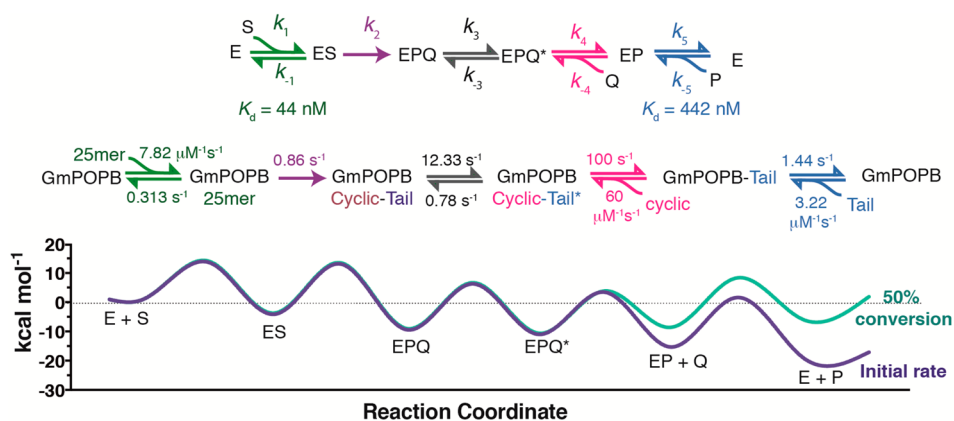 S k₁ k₂ k₃ k₄ k₅
E ES EPQ EPQ* EP E
k₋₁ k₋₃ k₋₄ Q k₋₅ P
K_d = 44 nM K_d = 442 nM
25mer 7.82 μM⁻¹s⁻¹ 0.86 s⁻¹ 12.33 s⁻¹ 100 s⁻¹ 1.44 s⁻¹
GmPOPB GmPOPB GmPOPB GmPOPB GmPOPB-Tail GmPOPB
0.313 s⁻¹ 25mer Cyclic-Tail 0.78 s⁻¹ Cyclic-Tail* 60 cyclic 3.22 Tail
μM⁻¹s⁻¹ μM⁻¹s⁻¹
kcal mol⁻¹
20
10
0
-10
-20
-30
E + S
ES
EPQ
EPQ*
EP + Q
E + P
50%
conversion
Initial rate
Reaction Coordinate